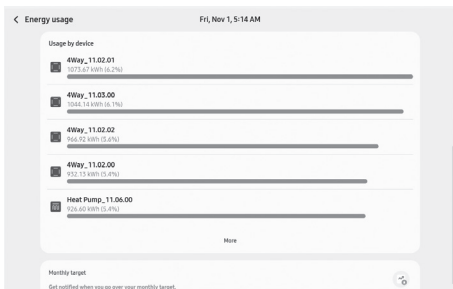 Energy usage
Fri, Nov 1, 5:14 AM
Usage by device
4Way_11.02.01
1073.67 kWh (6.2%)
4Way_11.03.00
1044.14 kWh (6.1%)
4Way_11.02.02
966.92 kWh (5.6%)
4Way_11.02.00
932.13 kWh (5.4%)
Heat Pump_11.06.00
926.60 kWh (5.4%)
More
Monthly target
Get notified when you go over your monthly target.